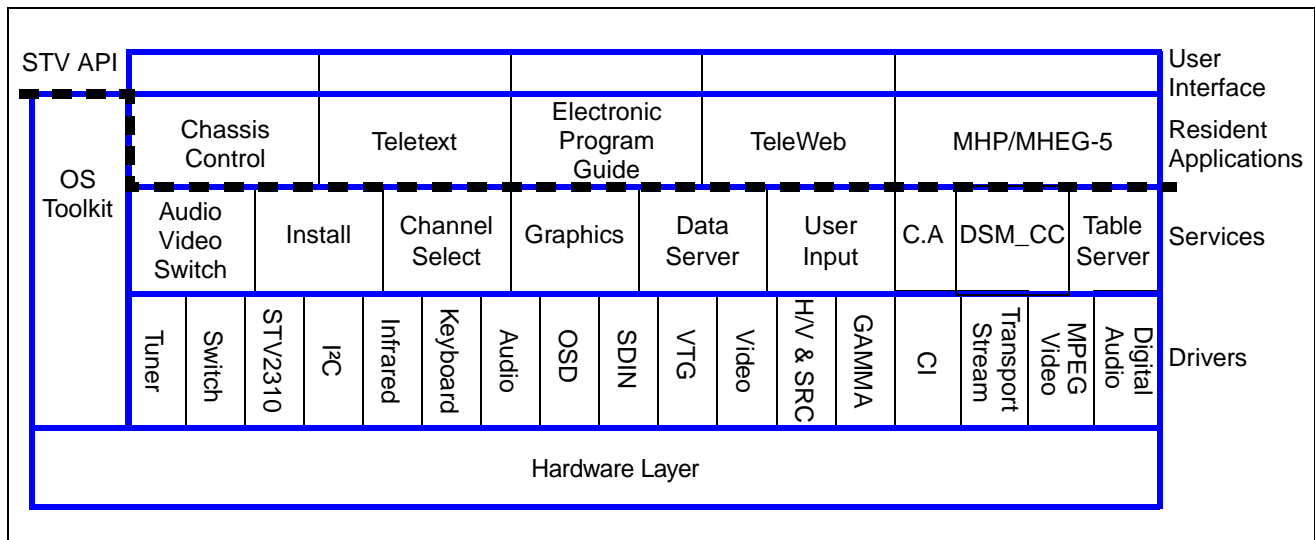 STV API
User
Interface
Chassis
Control
Teletext
Electronic
Program
Guide
TeleWeb
MHP/MHEG-5
Resident
Applications
OS
Toolkit
Audio
Video
Switch
Install
Channel
Select
Graphics
Data
Server
User
Input
C.A
DSM_CC
Table
Server
Services
Tuner
Switch
STV2310
I²C
Infrared
Keyboard
Audio
OSD
SDIN
VTG
Video
H/V & SRC
GAMMA
CI
Transport
Stream
MPEG
Video
Digital
Audio
Drivers
Hardware Layer